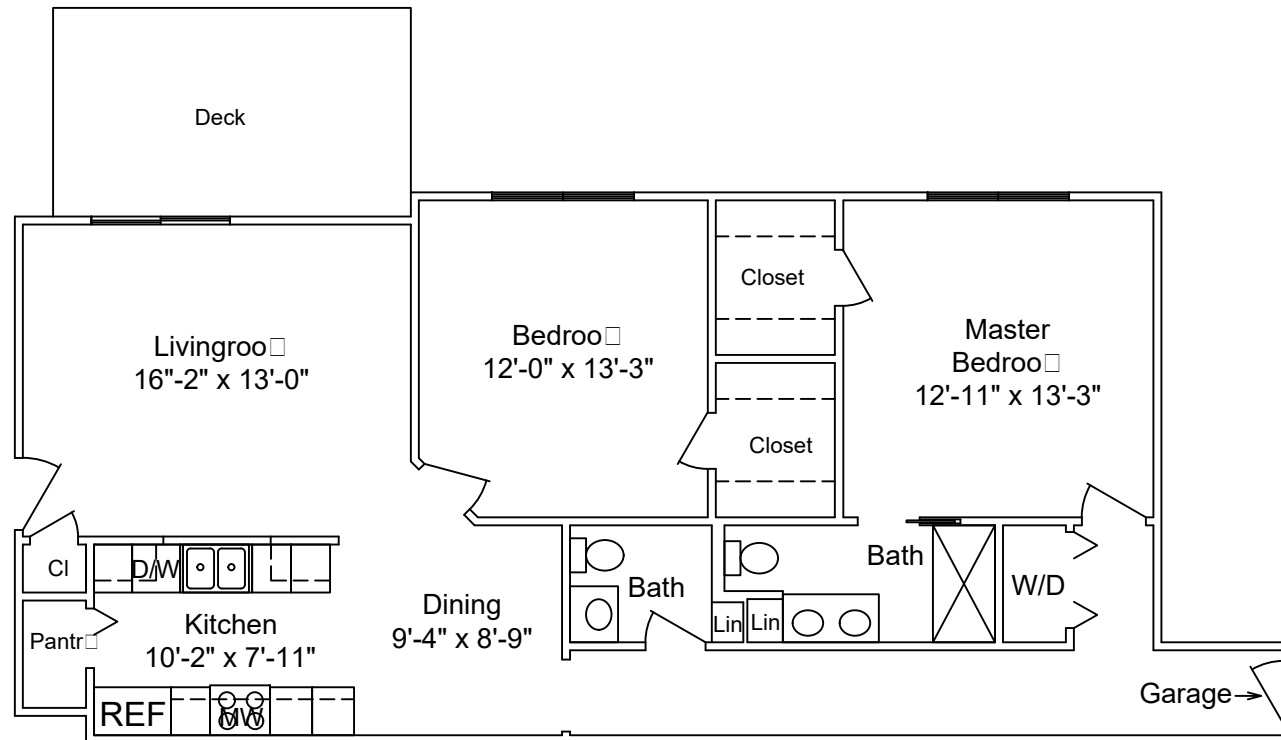 Deck
Livingroo□
16"-2" x 13'-0"
Bedroo□
12'-0" x 13'-3"
Closet
Closet
Master
Bedroo□
12'-11" x 13'-3"
Cl
D/W
Pantr□
Kitchen
10'-2" x 7'-11"
REF
MW
Dining
9'-4" x 8'-9"
Bath
Lin
Lin
Bath
W/D
Garage→